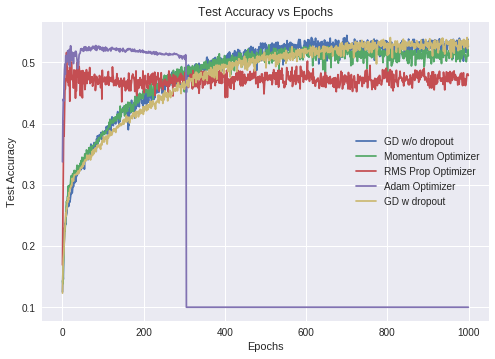 Test Accuracy vs Epochs
Test Accuracy
0.5
0.4
0.3
0.2
0.1
GD w/o dropout
Momentum Optimizer
RMS Prop Optimizer
Adam Optimizer
GD w dropout
0 200 400 600 800 1000
Epochs